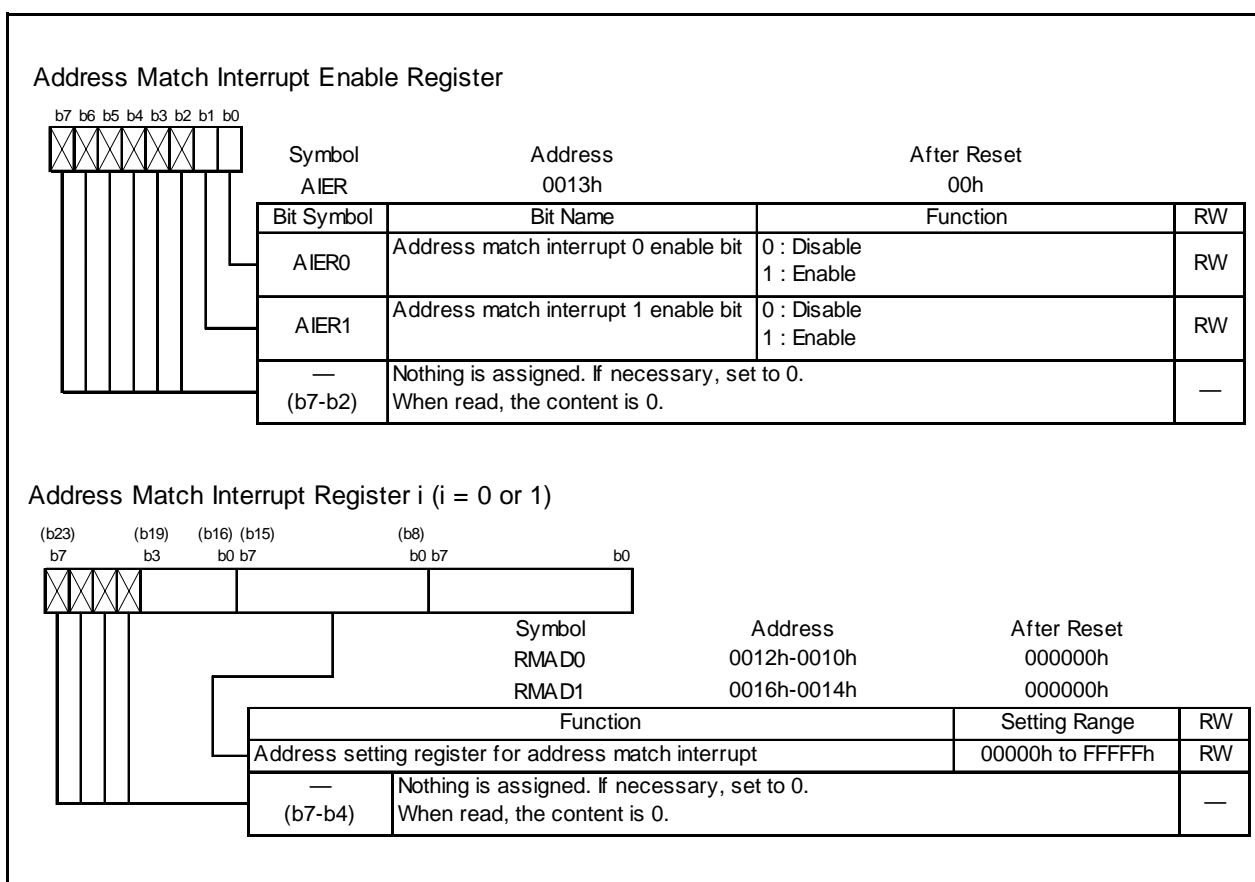 Address Match Interrupt Enable Register
b7 b6 b5 b4 b3 b2 b1 b0
Symbol Address After Reset
AIER 0013h 00h
Bit Symbol Bit Name Function RW
AIER0 Address match interrupt 0 enable bit 0 : Disable
1 : Enable RW
AIER1 Address match interrupt 1 enable bit 0 : Disable
1 : Enable RW
— Nothing is assigned. If necessary, set to 0.
(b7-b2) When read, the content is 0. —
Address Match Interrupt Register i (i = 0 or 1)
(b23) (b19) (b16) (b15) (b8)
b7 b3 b0 b7 b0 b7 b0
Symbol Address After Reset
RMAD0 0012h-0010h 000000h
RMAD1 0016h-0014h 000000h
Function Setting Range RW
Address setting register for address match interrupt 00000h to FFFFFh RW
— Nothing is assigned. If necessary, set to 0.
(b7-b4) When read, the content is 0. —